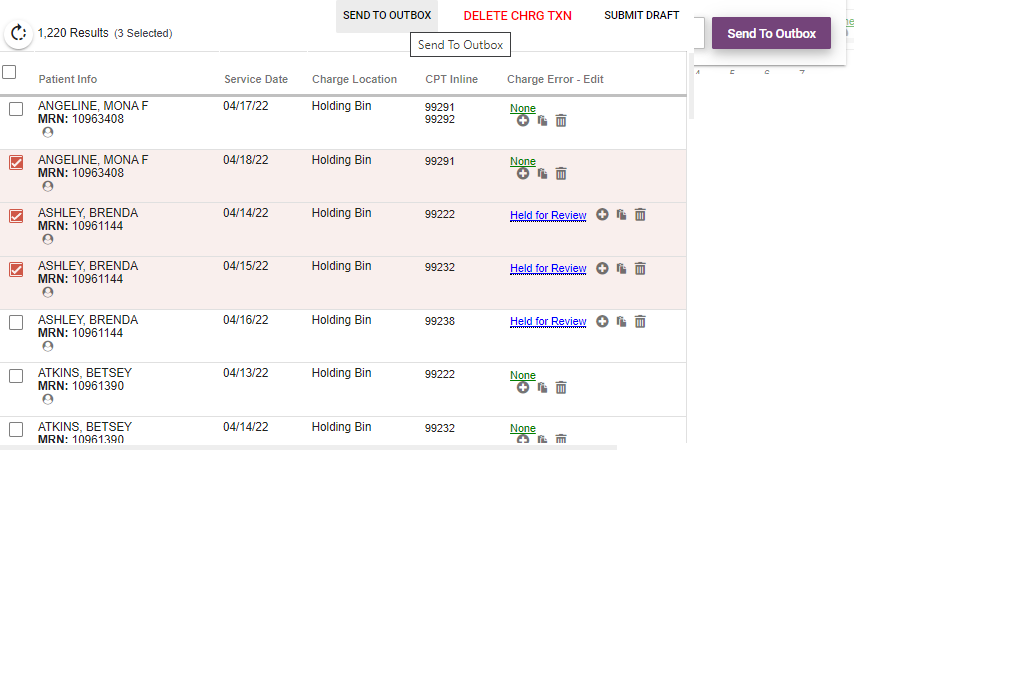 SEND TO OUTBOX DELETE CHRG TXN SUBMIT DRAFT
1,220 Results (3 Selected)
Send To Outbox
Send To Outbox
Patient Info Service Date Charge Location CPT Inline Charge Error - Edit
ANGELINE, MONA F 04/17/22 Holding Bin 99291 None
MRN: 10963408 99292
ANGELINE, MONA F 04/18/22 Holding Bin 99291 None
MRN: 10963408
ASHLEY, BRENDA 04/14/22 Holding Bin 99222 Held for Review
MRN: 10961144
ASHLEY, BRENDA 04/15/22 Holding Bin 99232 Held for Review
MRN: 10961144
ASHLEY, BRENDA 04/16/22 Holding Bin 99238 Held for Review
MRN: 10961144
ATKINS, BETSEY 04/13/22 Holding Bin 99222 None
MRN: 10961390
ATKINS, BETSEY 04/14/22 Holding Bin 99232 None
MRN: 10961390